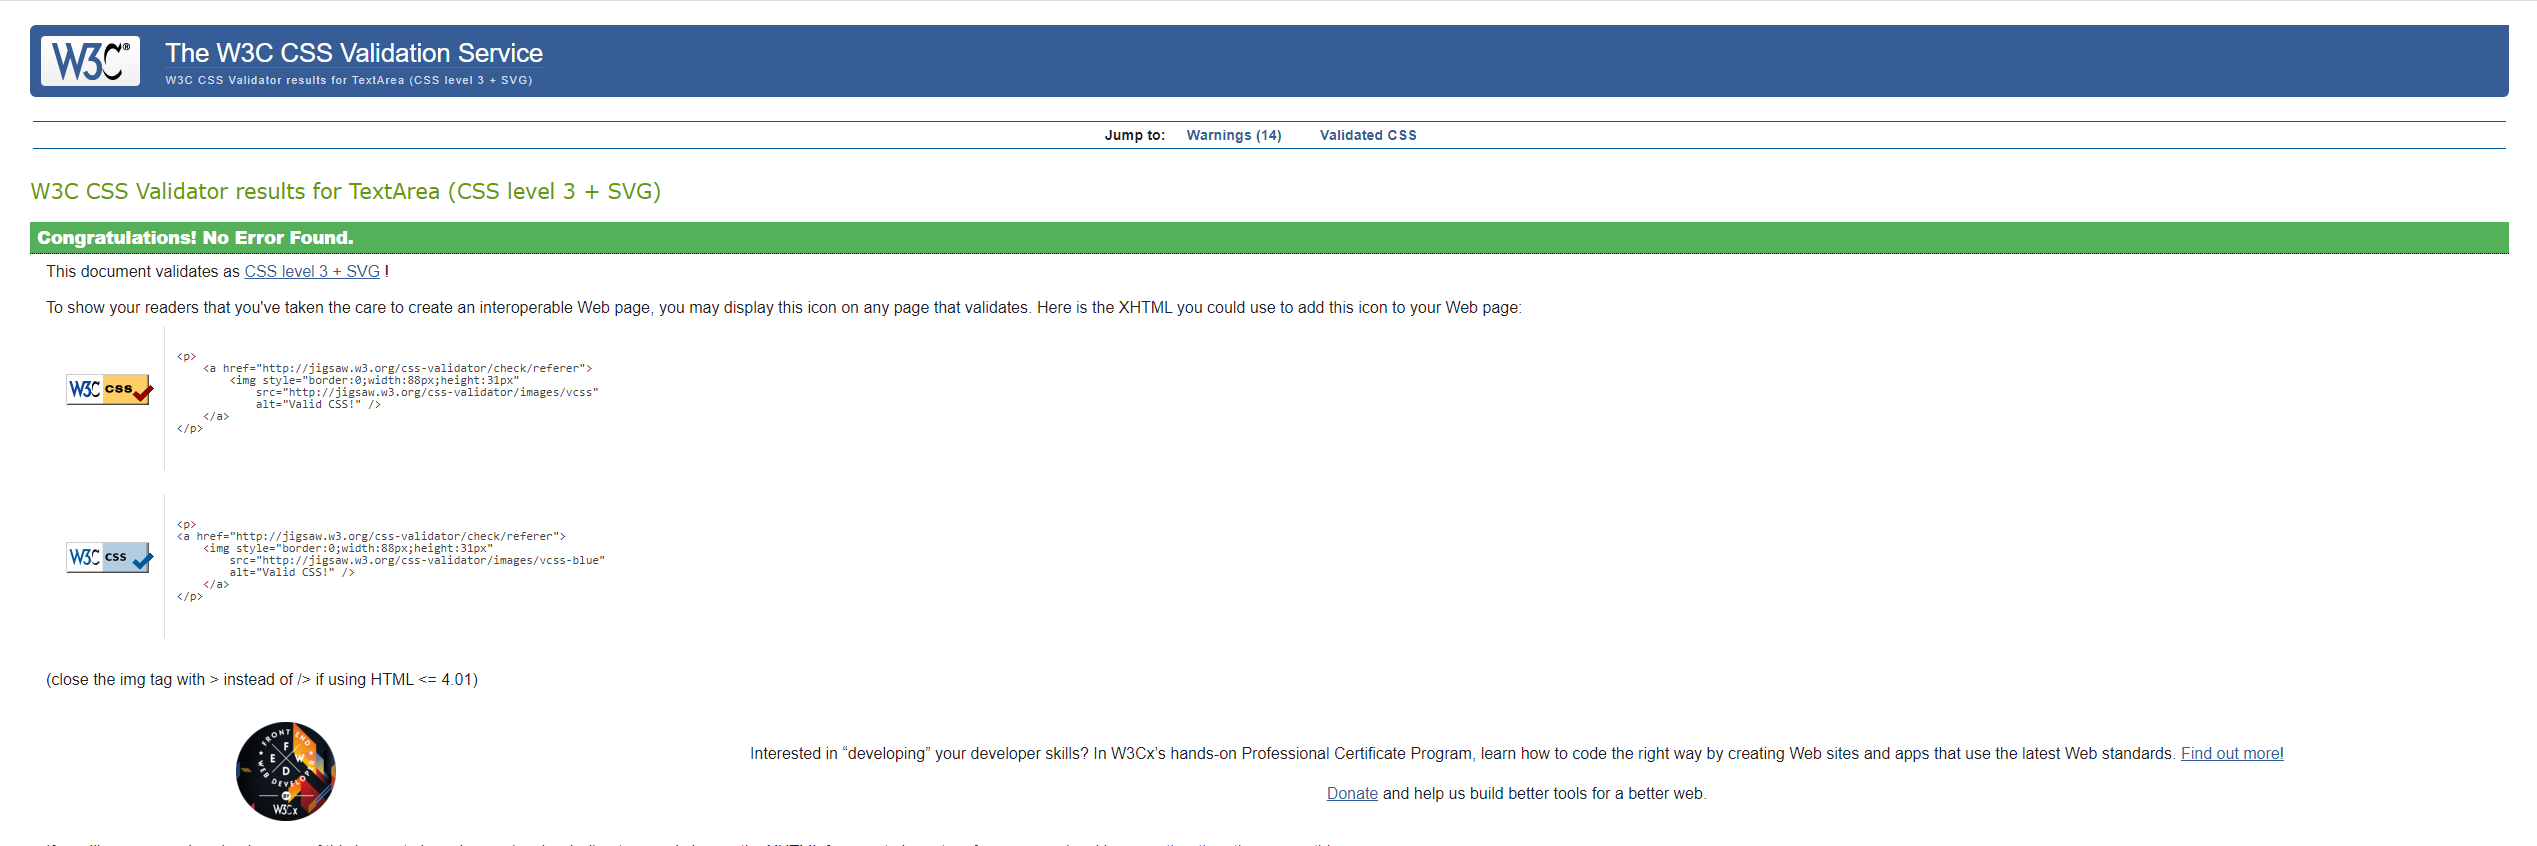 W3C®
The W3C CSS Validation Service
W3C CSS Validator results for TextArea (CSS level 3 + SVG)
Jump to: Warnings (14) Validated CSS
W3C CSS Validator results for TextArea (CSS level 3 + SVG)
Congratulations! No Error Found.
This document validates as CSS level 3 + SVG !
To show your readers that you've taken the care to create an interoperable Web page, you may display this icon on any page that validates. Here is the XHTML you could use to add this icon to your Web page:
W3C css
<p>
<a href="http://jigsaw.w3.org/css-validator/check/referer">
<img style="border:0;width:88px;height:31px"
src="http://jigsaw.w3.org/css-validator/images/vcss"
alt="Valid CSS!" />
</a>
</p>
W3C css
<p>
<a href="http://jigsaw.w3.org/css-validator/check/referer">
<img style="border:0;width:88px;height:31px"
src="http://jigsaw.w3.org/css-validator/images/vcss-blue"
alt="Valid CSS!" />
</a>
</p>
(close the img tag with > instead of /> if using HTML <= 4.01)
FRONT END
F
E W
D
WEB DEVELOPER
BY
W3Cx
Interested in “developing” your developer skills? In W3Cx’s hands-on Professional Certificate Program, learn how to code the right way by creating Web sites and apps that use the latest Web standards. Find out more!
Donate and help us build better tools for a better web.